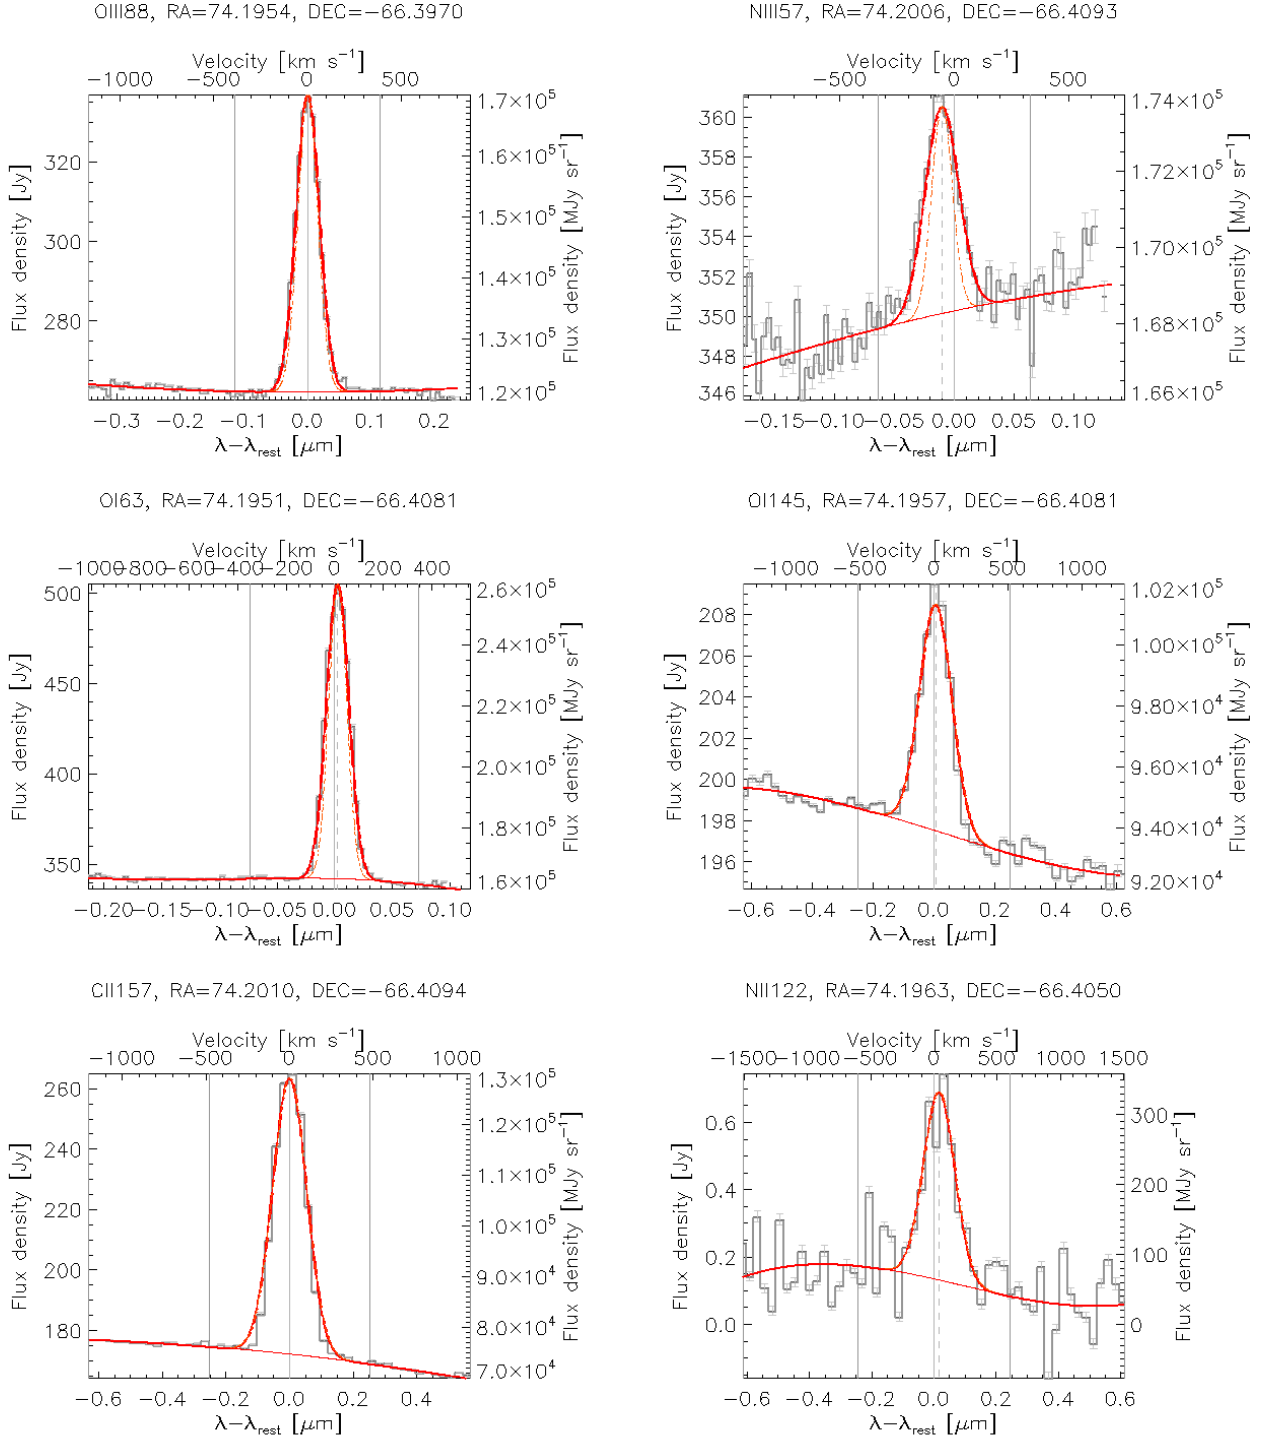 OIII88, RA=74.1954, DEC=−66.3970
Velocity [km s⁻¹]
−1000 −500 0 500
Flux density [Jy]
320
300
280
1.7×10⁵
1.6×10⁵
1.5×10⁵
1.4×10⁵
1.3×10⁵
1.2×10⁵
Flux density [MJy sr⁻¹]
−0.3 −0.2 −0.1 0.0 0.1 0.2
λ−λrest [μm]
NIII57, RA=74.2006, DEC=−66.4093
Velocity [km s⁻¹]
−500 0 500
Flux density [Jy]
360
358
356
354
352
350
348
346
1.74×10⁵
1.72×10⁵
1.70×10⁵
1.68×10⁵
1.66×10⁵
Flux density [MJy sr⁻¹]
−0.15−0.10−0.05 0.00 0.05 0.10
λ−λrest [μm]
OI63, RA=74.1951, DEC=−66.4081
Velocity [km s⁻¹]
−1000−800−600−400−200 0 200 400
Flux density [Jy]
500
450
400
350
2.6×10⁵
2.4×10⁵
2.2×10⁵
2.0×10⁵
1.8×10⁵
1.6×10⁵
Flux density [MJy sr⁻¹]
−0.20−0.15−0.10−0.05 0.00 0.05 0.10
λ−λrest [μm]
OI145, RA=74.1957, DEC=−66.4081
Velocity [km s⁻¹]
−1000 −500 0 500 1000
Flux density [Jy]
208
206
204
202
200
198
196
1.02×10⁵
1.00×10⁵
9.80×10⁴
9.60×10⁴
9.40×10⁴
9.20×10⁴
Flux density [MJy sr⁻¹]
−0.6 −0.4 −0.2 0.0 0.2 0.4 0.6
λ−λrest [μm]
CII157, RA=74.2010, DEC=−66.4094
Velocity [km s⁻¹]
−1000 −500 0 500 1000
Flux density [Jy]
260
240
220
200
180
1.3×10⁵
1.2×10⁵
1.1×10⁵
1.0×10⁵
9.0×10⁴
8.0×10⁴
7.0×10⁴
Flux density [MJy sr⁻¹]
−0.6 −0.4 −0.2 0.0 0.2 0.4
λ−λrest [μm]
NII122, RA=74.1963, DEC=−66.4050
Velocity [km s⁻¹]
−1500−1000 −500 0 500 1000 1500
Flux density [Jy]
0.6
0.4
0.2
0.0
300
200
100
0
Flux density [MJy sr⁻¹]
−0.6 −0.4 −0.2 0.0 0.2 0.4 0.6
λ−λrest [μm]